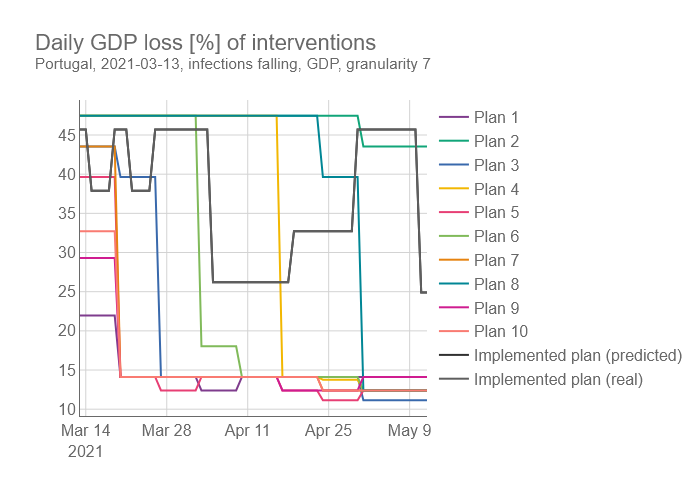 Daily GDP loss [%] of interventions
Portugal, 2021-03-13, infections falling, GDP, granularity 7
45
40
35
30
25
20
15
10
Mar 14
2021
Mar 28
Apr 11
Apr 25
May 9
Plan 1
Plan 2
Plan 3
Plan 4
Plan 5
Plan 6
Plan 7
Plan 8
Plan 9
Plan 10
Implemented plan (predicted)
Implemented plan (real)